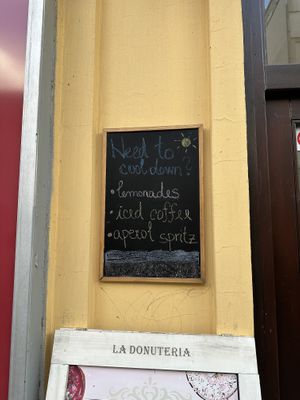 Need to
cool down?
• lemonades
• iced coffee
• aperol spritz
LA DONUTERIA